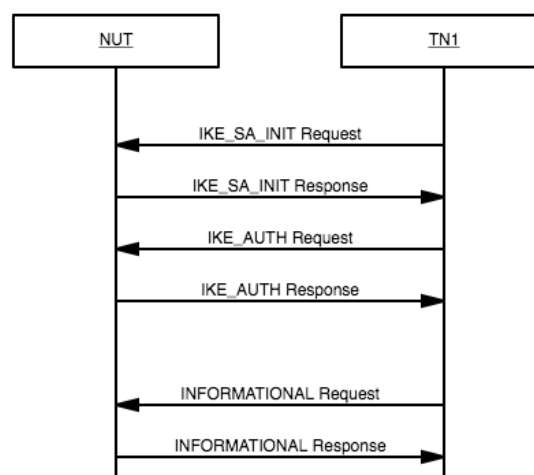 NUT
TN1
IKE_SA_INIT Request
IKE_SA_INIT Response
IKE_AUTH Request
IKE_AUTH Response
INFORMATIONAL Request
INFORMATIONAL Response